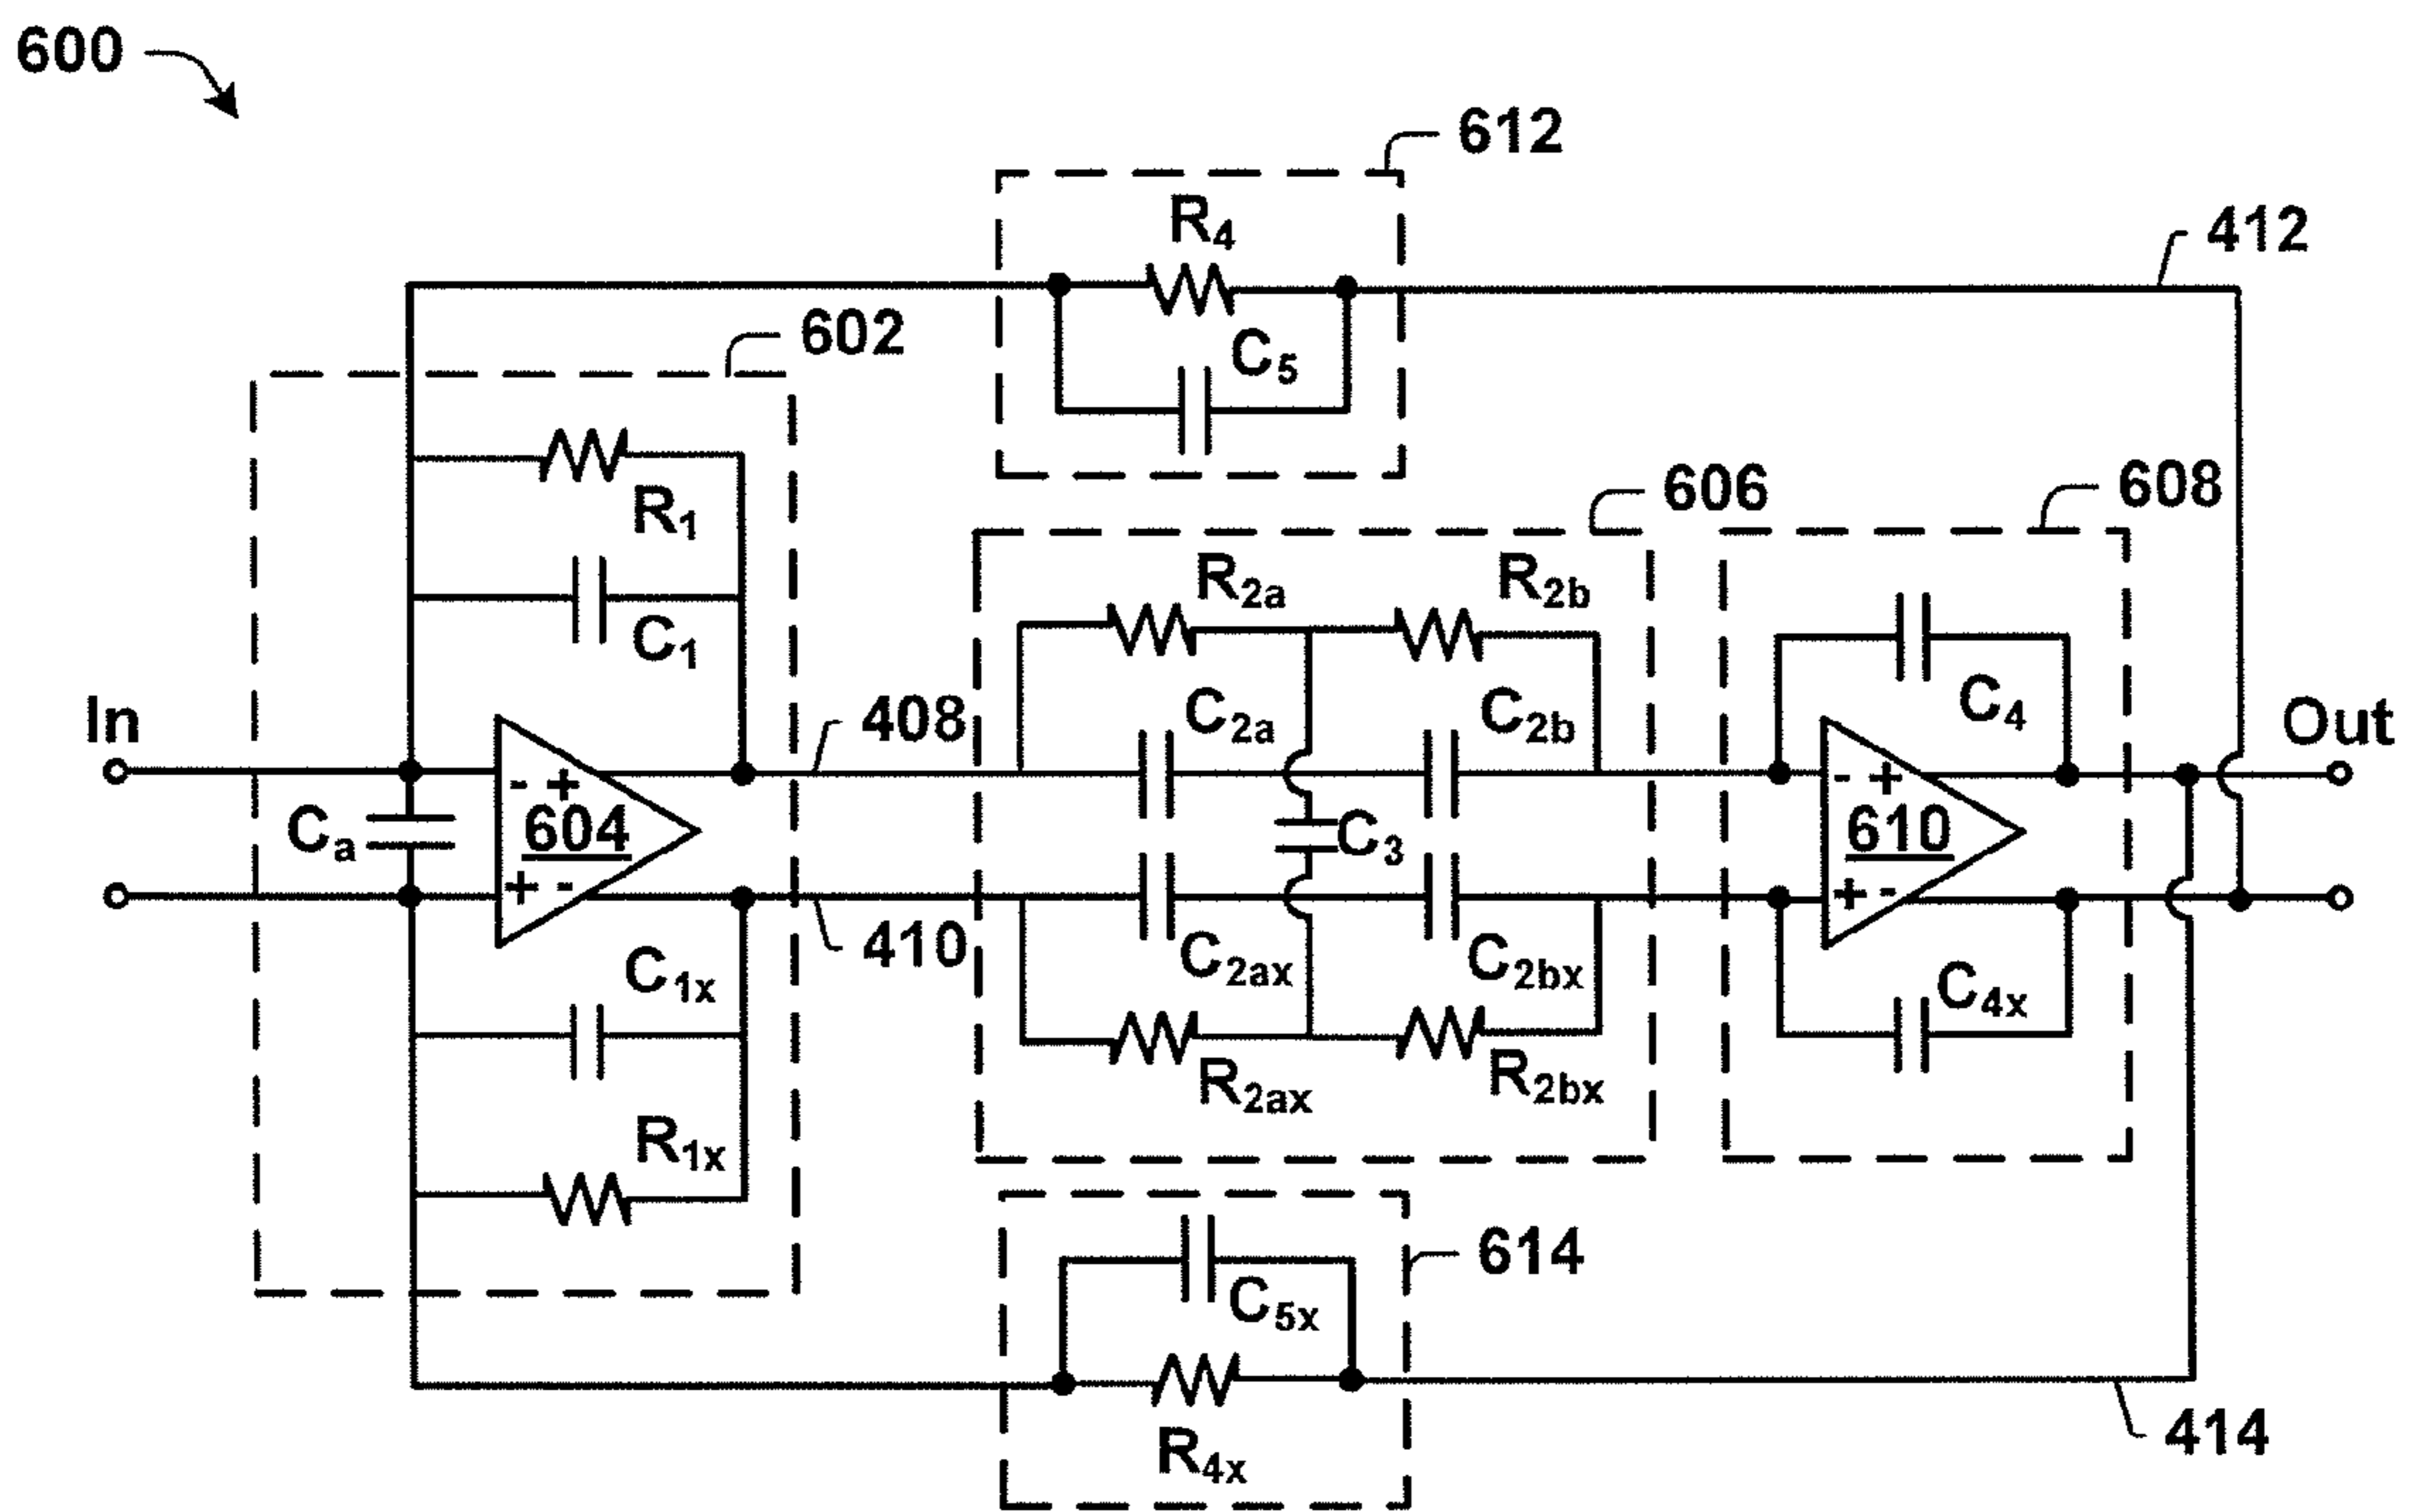 600
612
R4
412
C5
602
R1
C1
606
608
R2a
R2b
C2a
C2b
C4
In
408
Out
- +
604
+ -
Ca
C3
- +
610
+ -
410
C2ax
C2bx
C1x
C4x
R2ax
R2bx
R1x
614
C5x
R4x
414